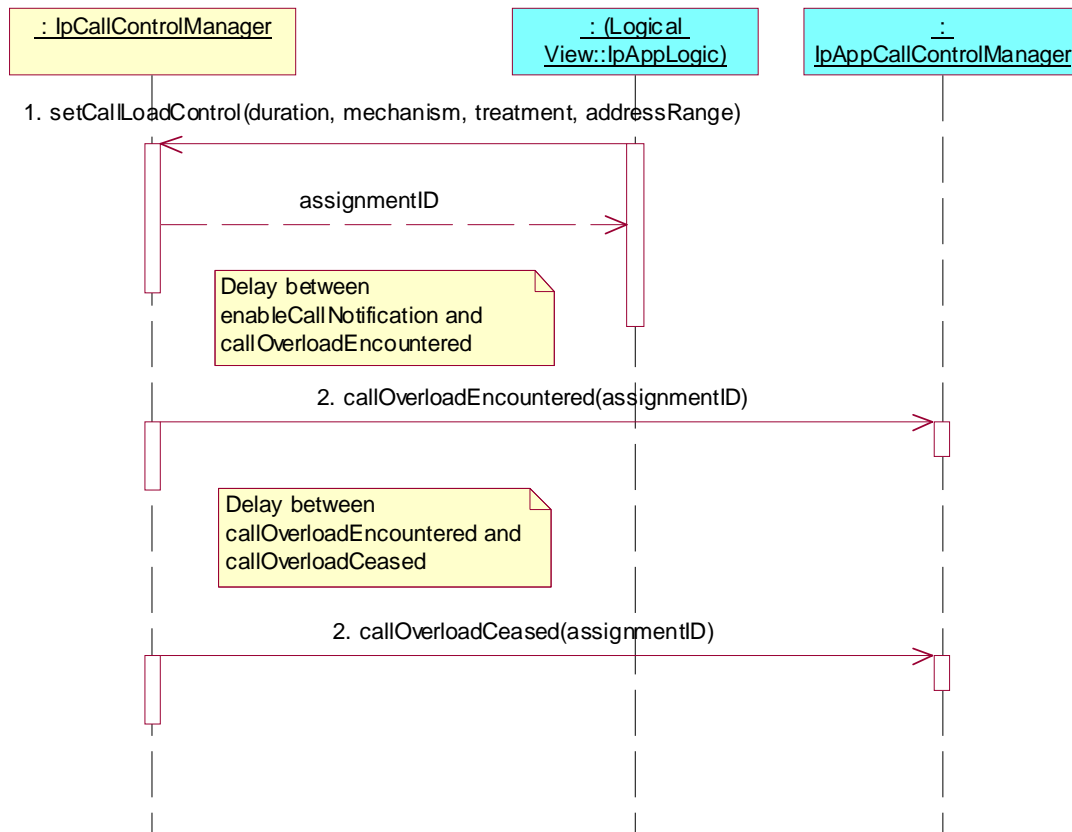 : IpCallControlManager
: (Logical
View::IpAppLogic)
:
IpAppCallControlManager
1. setCallLoadControl(duration, mechanism, treatment, addressRange)
assignmentID
Delay between
enableCallNotification and
callOverloadEncountered
2. callOverloadEncountered(assignmentID)
Delay between
callOverloadEncountered and
callOverloadCeased
2. callOverloadCeased(assignmentID)